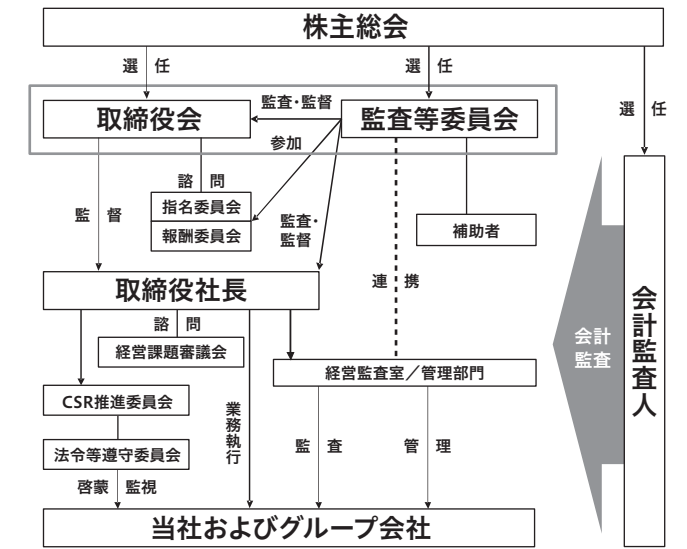 株主総会
選任
選任
選任
取締役会
監査・監督
監査等委員会
参加
諮問
指名委員会
報酬委員会
監督
監査・
監督
補助者
連携
取締役社長
諮問
経営課題審議会
経営監査室／管理部門
CSR推進委員会
業務執行
法令等遵守委員会
監査
管理
啓蒙 監視
会計
監査
会計監査人
当社およびグループ会社